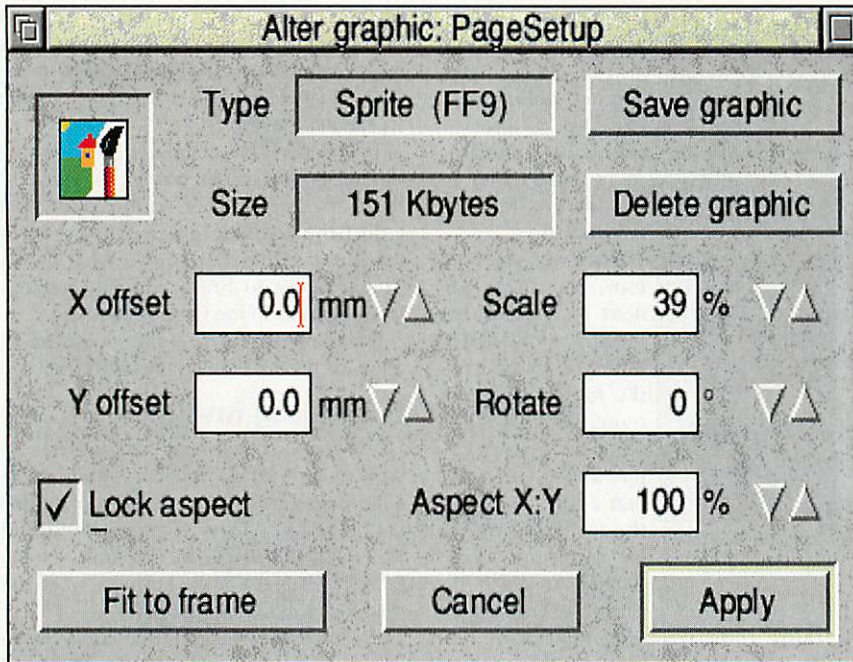 Alter graphic: PageSetup
Type Sprite (FF9) Save graphic
Size 151 Kbytes Delete graphic
X offset 0.0 mm Scale 39 %
Y offset 0.0 mm Rotate 0 °
Lock aspect Aspect X:Y 100 %
Fit to frame Cancel Apply